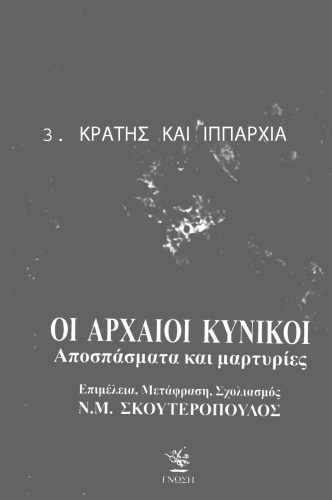 3. ΚΡΑΤΗΣ ΚΑΙ ΙΠΠΑΡΧΙΑ
ΟΙ ΑΡΧΑΙΟΙ ΚΥΝΙΚΟΙ
Αποσπάσματα και μαρτυρίες
Επιμέλεια, Μετάφραση, Σχολιασμός
Ν.Μ. ΣΚΟΥΤΕΡΟΠΟΥΛΟΣ
ΓΝΩΣΗ